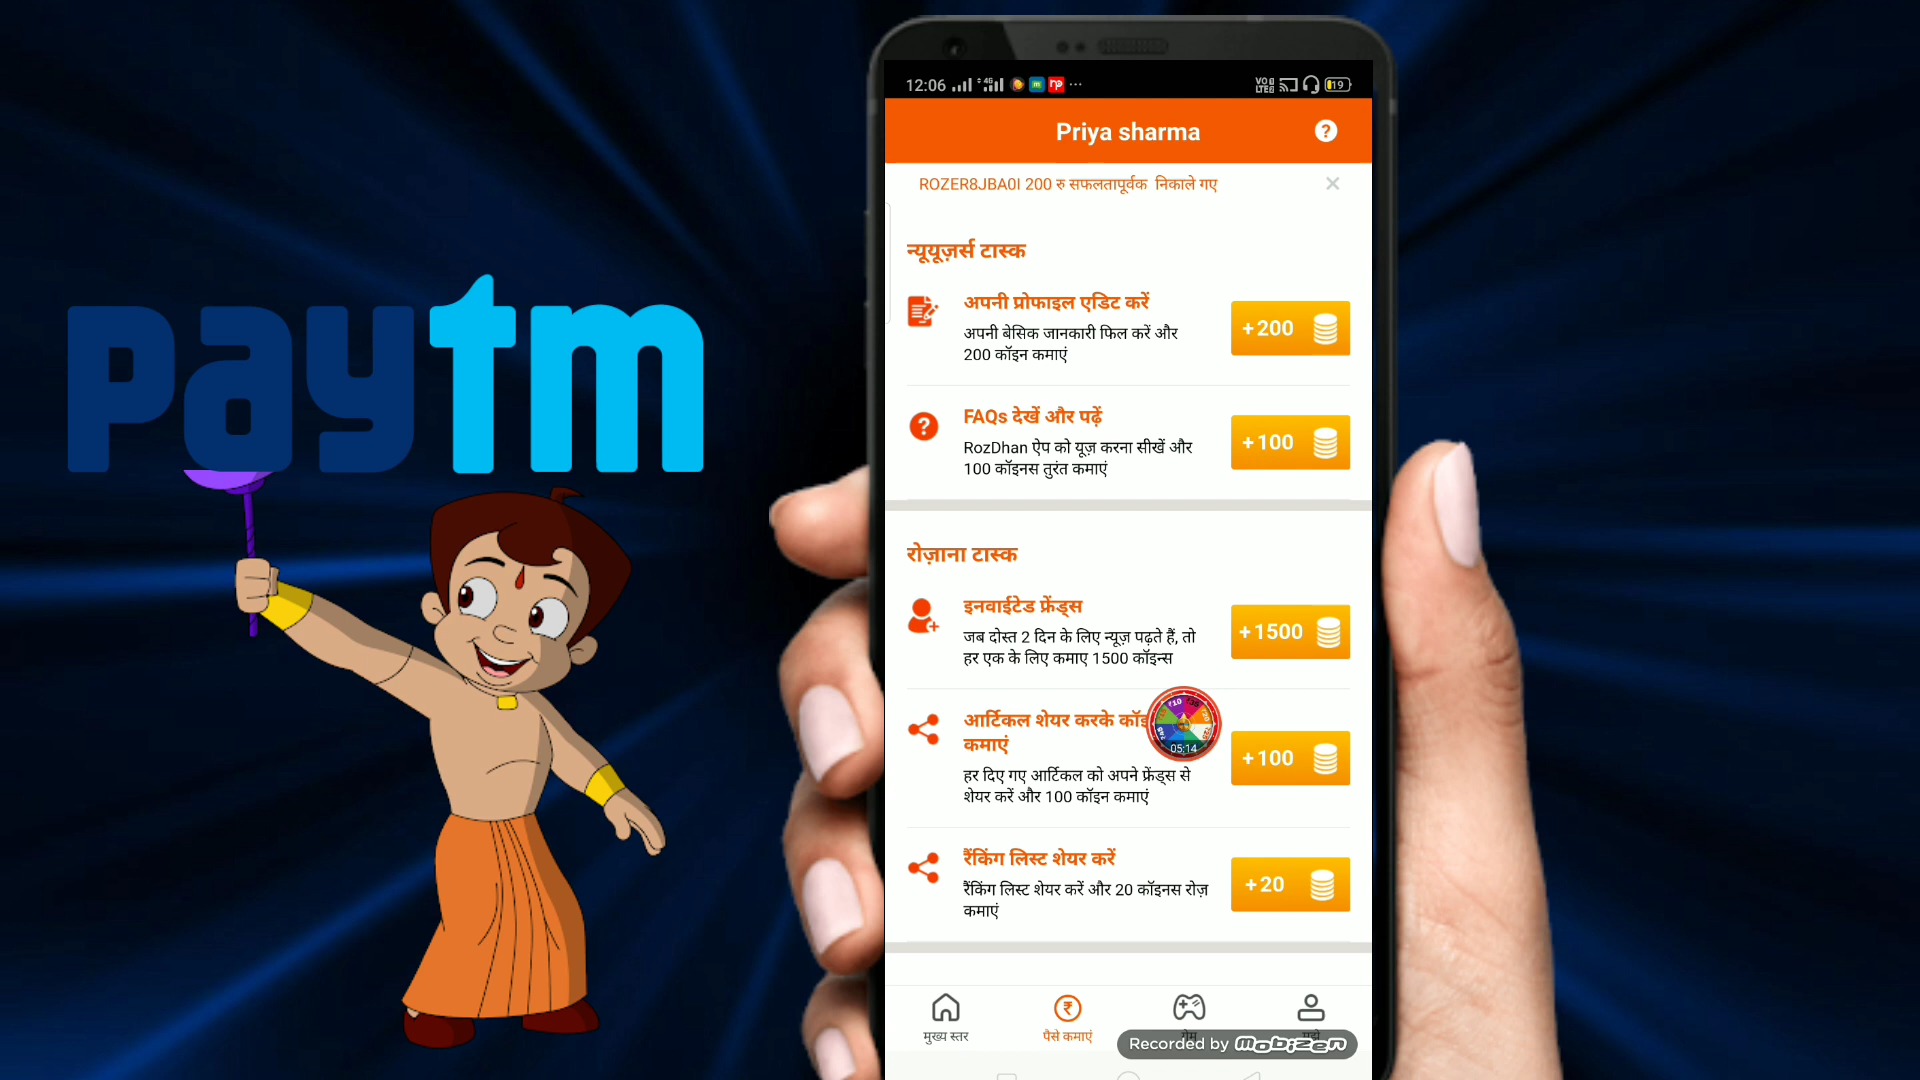 paytm
12:06
4G
VO
LTE
19
Priya sharma
ROZER8JBA0I 200 रु सफलतापूर्वक निकाले गए
न्यूयूज़र्स टास्क
अपनी प्रोफाइल एडिट करें
अपनी बेसिक जानकारी फिल करें और
200 कॉइन कमाएं
+200
FAQs देखें और पढ़ें
RozDhan ऐप को यूज़ करना सीखें और
100 कॉइनस तुरंत कमाएं
+100
रोज़ाना टास्क
इनवाईटेड फ्रेंड्स
जब दोस्त 2 दिन के लिए न्यूज़ पढ़ते हैं, तो
हर एक के लिए कमाए 1500 कॉइन्स
+1500
आर्टिकल शेयर करके
कमाएं
05:14
हर दिए गए आर्टिकल को अपने फ्रेंड्स से
शेयर करें और 100 कॉइन कमाएं
+100
रैंकिंग लिस्ट शेयर करें
रैंकिंग लिस्ट शेयर करें और 20 कॉइनस रोज़
कमाएं
+20
मुख्य स्तर
पैसे कमाएं
Recorded by mobizen